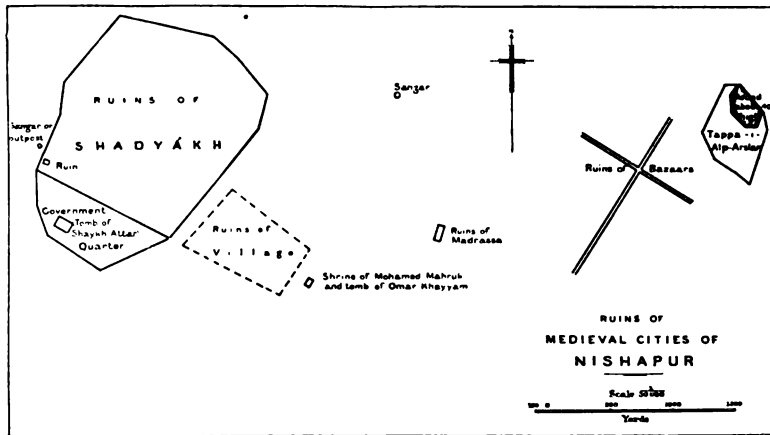 RUINS OF
SHADYÁKH
Sangar or
outpost
Ruin
Government
Tomb of
Shaykh Attar
Quarter
Ruins of
Village
Shrine of Mohamed Mahruk
and tomb of Omar Khayyam
Sangar
Ruins of
Madrassa
Ruins of Bazaars
Tappa-i-
Alp-Arslan
RUINS OF
MEDIEVAL CITIES OF
NISHAPUR
Scale
Yards